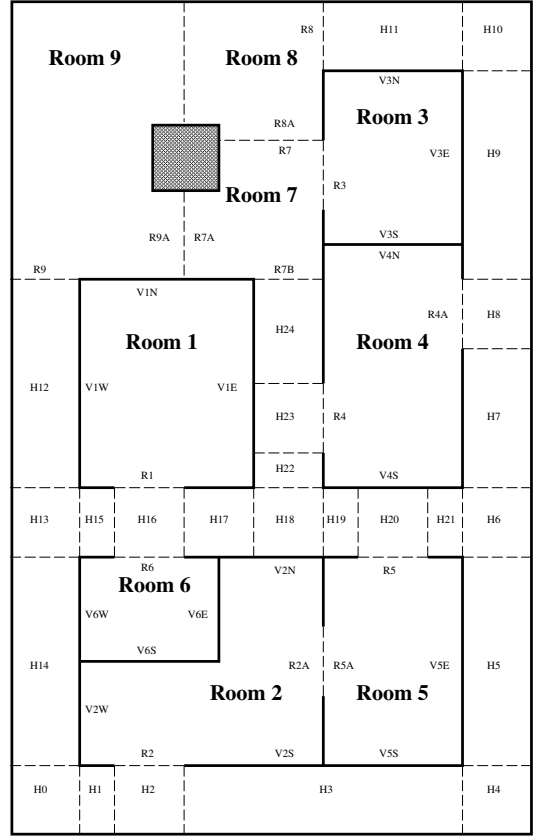 R8 H11 H10
Room 9 Room 8
V3N
Room 3
R8A
R7
V3E H9
R3
Room 7
R9A R7A V3S
V4N
R9 R7B
V1N
R4A H8
Room 1 H24 Room 4
H12 V1W V1E
H23 R4 H7
H22
R1 V4S
H13 H15 H16 H17 H18 H19 H20 H21 H6
R6 V2N R5
Room 6
V6W V6E
V6S
H14 R2A R5A V5E H5
Room 2 Room 5
V2W
R2 V2S V5S
H0 H1 H2 H3 H4